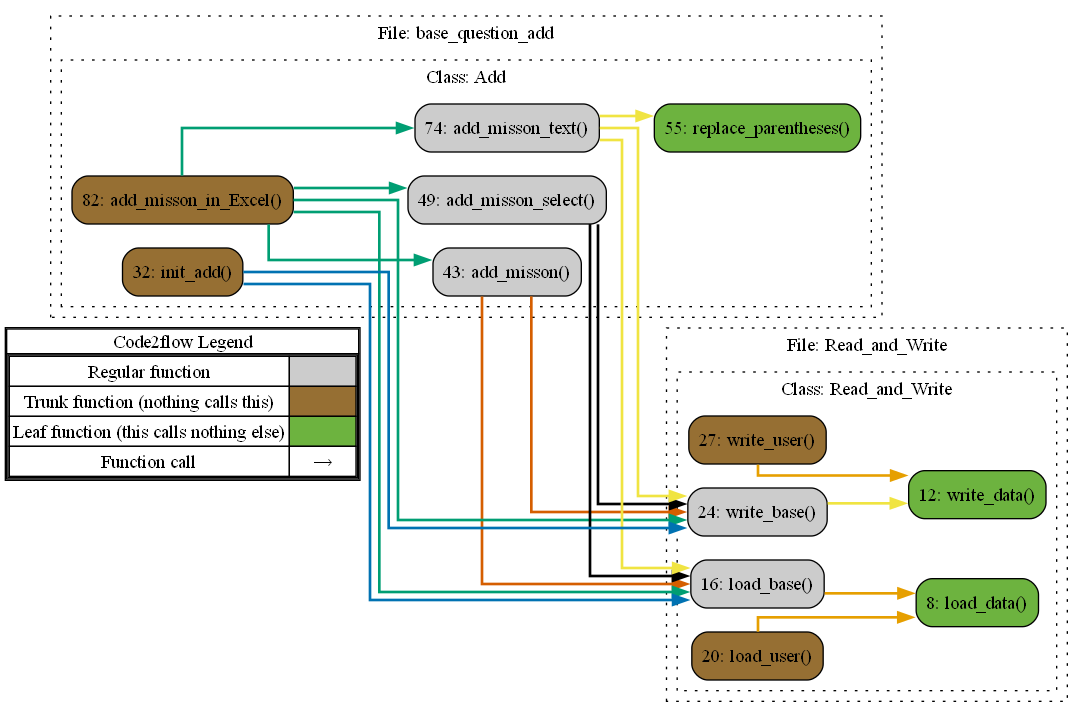 File: base_question_add
Class: Add
74: add_misson_text()
55: replace_parentheses()
82: add_misson_in_Excel()
49: add_misson_select()
32: init_add()
43: add_misson()
Code2flow Legend
Regular function
Trunk function (nothing calls this)
Leaf function (this calls nothing else)
Function call →
File: Read_and_Write
Class: Read_and_Write
27: write_user()
12: write_data()
24: write_base()
16: load_base()
8: load_data()
20: load_user()